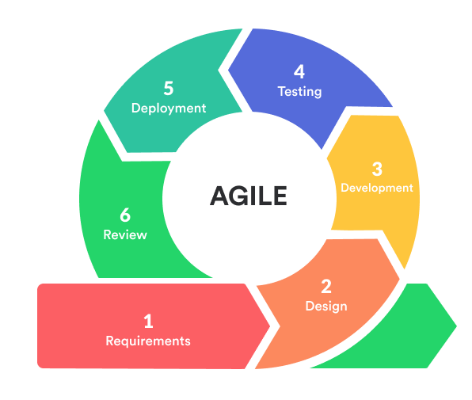 AGILE
1
Requirements
2
Design
3
Development
4
Testing
5
Deployment
6
Review